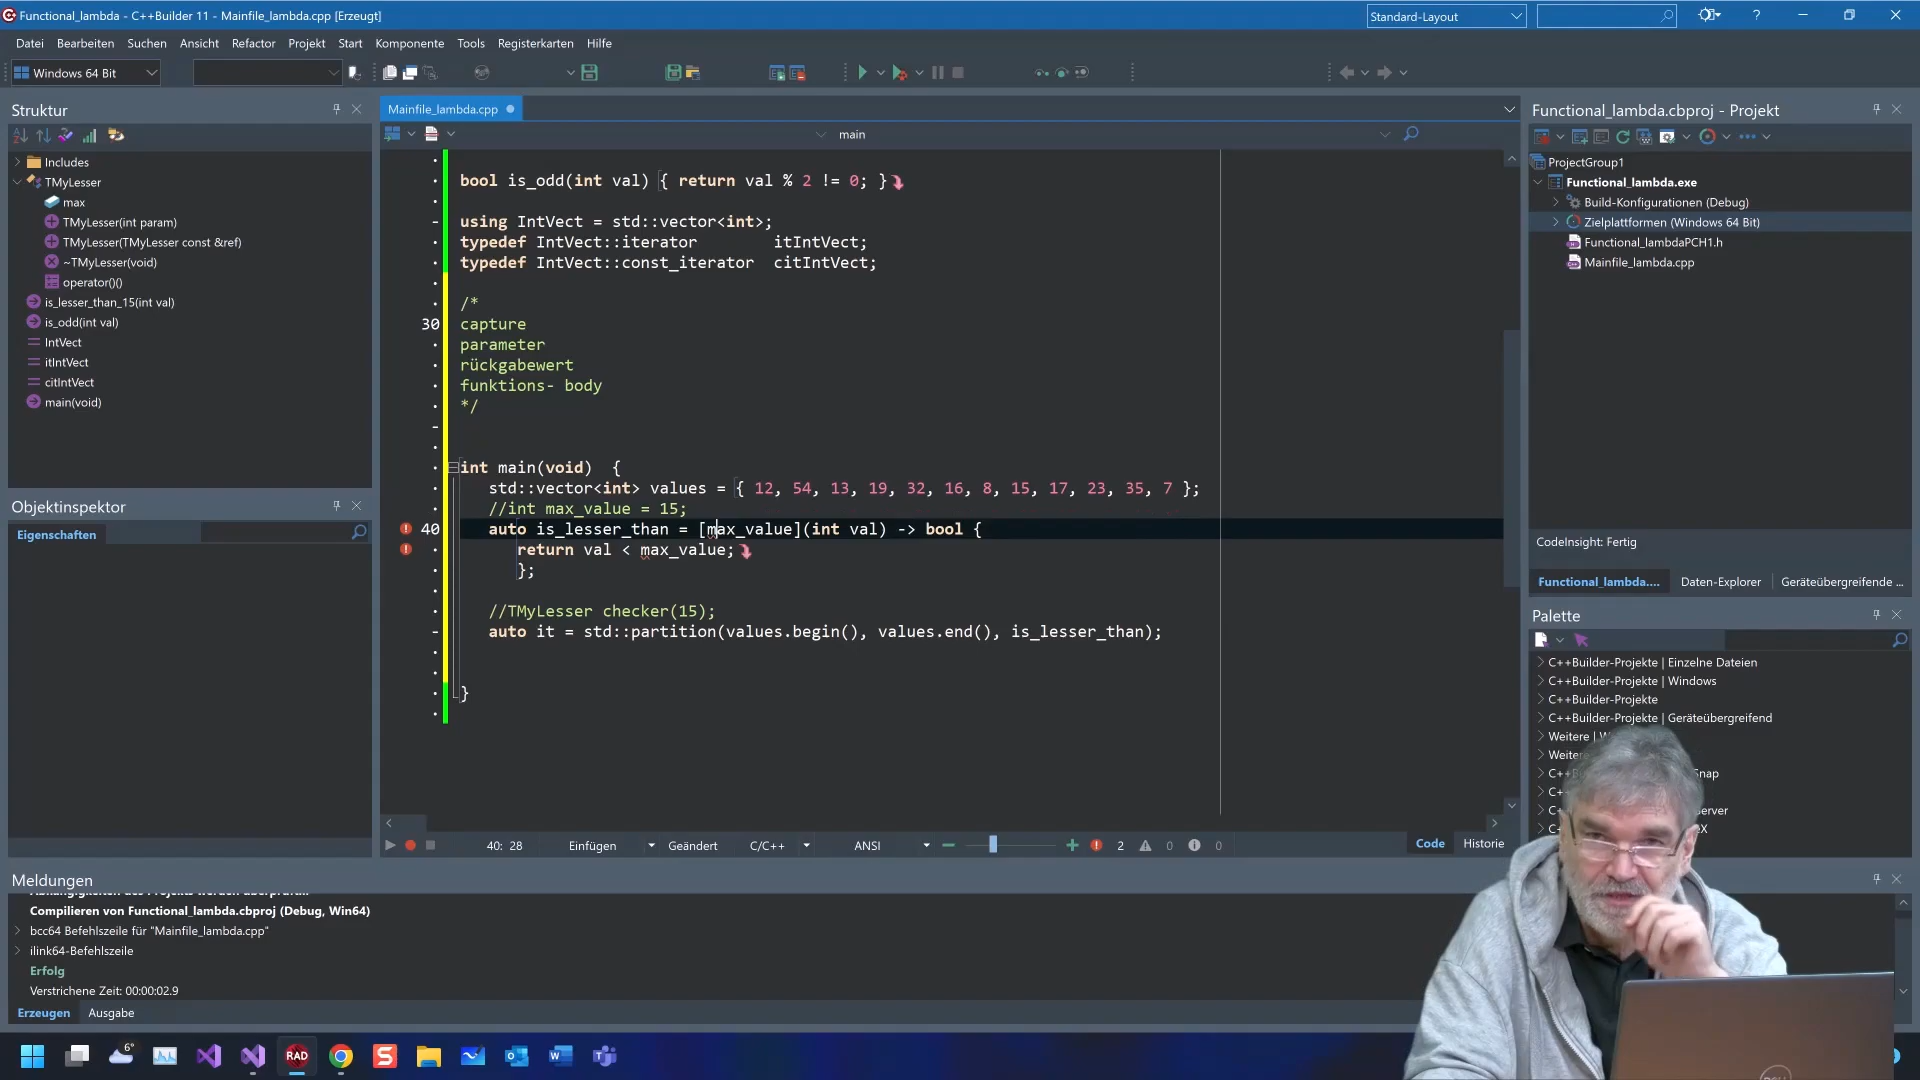 Functional_lambda - C++Builder 11 - Mainfile_lambda.cpp [Erzeugt]
Standard-Layout
?
Datei Bearbeiten Suchen Ansicht Refactor Projekt Start Komponente Tools Registerkarten Hilfe
Windows 64 Bit
Struktur
Includes
TMyLesser
max
TMyLesser(int param)
TMyLesser(TMyLesser const &ref)
~TMyLesser(void)
operator()()
is_lesser_than_15(int val)
is_odd(int val)
IntVect
itIntVect
citIntVect
main(void)
Objektinspektor
Eigenschaften
Mainfile_lambda.cpp
main
bool is_odd(int val) { return val % 2 != 0; }
using IntVect = std::vector<int>;
typedef IntVect::iterator itIntVect;
typedef IntVect::const_iterator citIntVect;
/*
30 capture
parameter
rückgabewert
funktions- body
*/
int main(void) {
std::vector<int> values = { 12, 54, 13, 19, 32, 16, 8, 15, 17, 23, 35, 7 };
//int max_value = 15;
40 auto is_lesser_than = [max_value](int val) -> bool {
return val < max_value;
};
//TMyLesser checker(15);
auto it = std::partition(values.begin(), values.end(), is_lesser_than);
}
40: 28 Einfügen Geändert C/C++ ANSI 2 0 0 Code Historie
Functional_lambda.cbproj - Projekt
ProjectGroup1
Functional_lambda.exe
Build-Konfigurationen (Debug)
Zielplattformen (Windows 64 Bit)
Functional_lambdaPCH1.h
Mainfile_lambda.cpp
CodeInsight: Fertig
Functional_lambda.... Daten-Explorer Geräteübergreifende ...
Palette
C++Builder-Projekte | Einzelne Dateien
C++Builder-Projekte | Windows
C++Builder-Projekte
C++Builder-Projekte | Geräteübergreifend
Weitere |
Meldungen
Compilieren von Functional_lambda.cbproj (Debug, Win64)
bcc64 Befehlszeile für "Mainfile_lambda.cpp"
ilink64-Befehlszeile
Erfolg
Verstrichene Zeit: 00:00:02.9
Erzeugen Ausgabe
6°
RAD